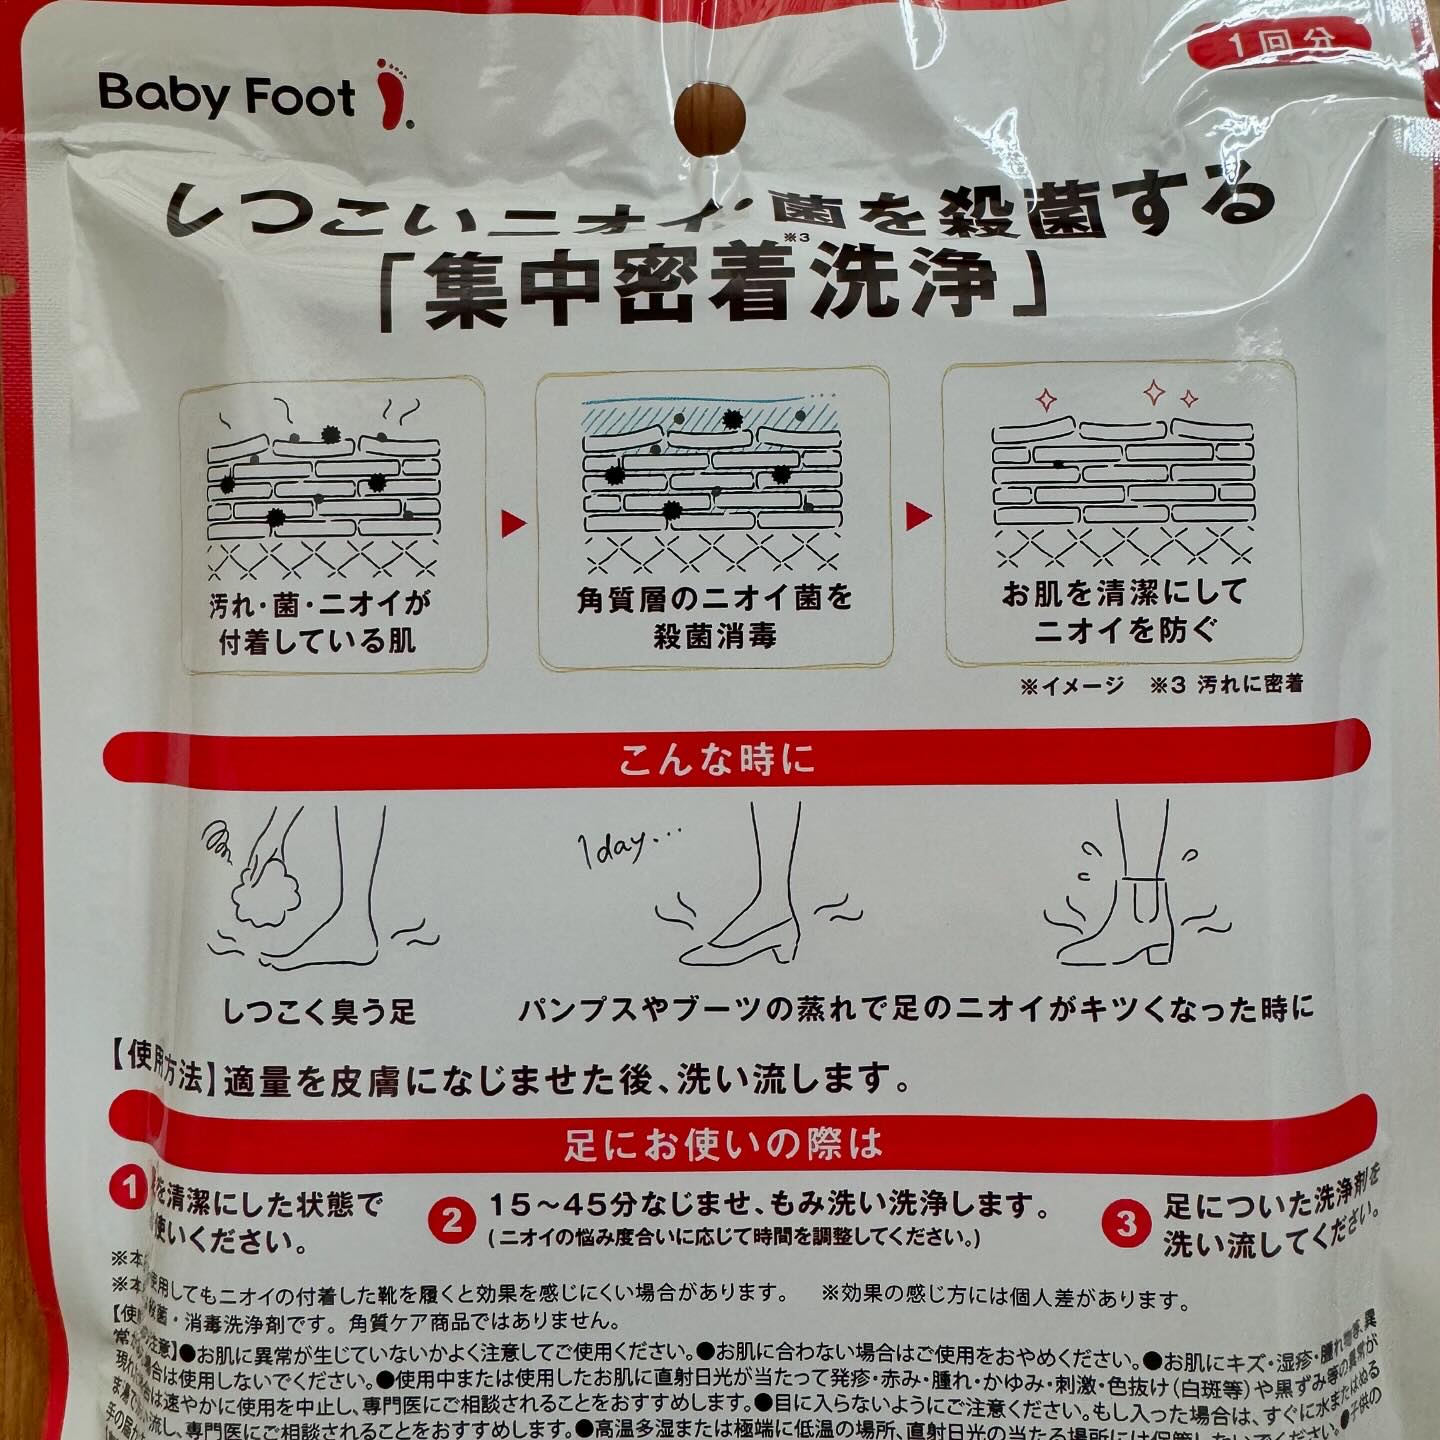 1回分
Baby Foot
しつこいニオイ・菌を殺菌する
「集中密着洗浄」
※3
汚れ・菌・ニオイが
付着している肌
角質層のニオイ菌を
殺菌消毒
お肌を清潔にして
ニオイを防ぐ
※イメージ ※3 汚れに密着
こんな時に
1day...
しつこく臭う足
パンプスやブーツの蒸れで足のニオイがキツくなった時に
【使用方法】適量を皮膚になじませた後、洗い流します。
足にお使いの際は
1
を清潔にした状態で
使いください。
2
15〜45分なじませ、もみ洗い洗浄します。
(ニオイの悩み度合いに応じて時間を調整してください。)
3
足についた洗浄剤を
洗い流してください。
※本
使用してもニオイの付着した靴を履くと効果を感じにくい場合があります。 ※効果の感じ方には個人差があります。
※本
殺菌・消毒洗浄剤です。角質ケア商品ではありません。
【使
の注意】●お肌に異常が生じていないかよく注意してご使用ください。●お肌に合わない場合はご使用をおやめください。●お肌にキズ・湿疹・腫れ物等、異
常が
場合は使用しないでください。●使用中または使用したお肌に直射日光が当たって発疹・赤み・腫れ・かゆみ・刺激・色抜け(白斑等)や黒ずみ等の異常が
現れ
場合は速やかに使用を中止し、専門医にご相談されることをおすすめします。●目に入らないようにご注意ください。もし入った場合は、すぐに水またはぬる
ま湯で
い流し、専門医にご相談されることをおすすめします。●高温多湿または極端に低温の場所、直射日光の当たる場所には保管しないでください。●子供の
手の届か